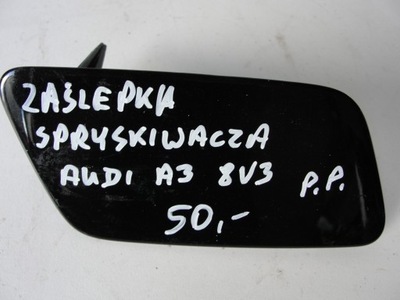 ZAŚLEPKA
SPRYSKIWACZA
AUDI A3 8V3 P.P.
50,-